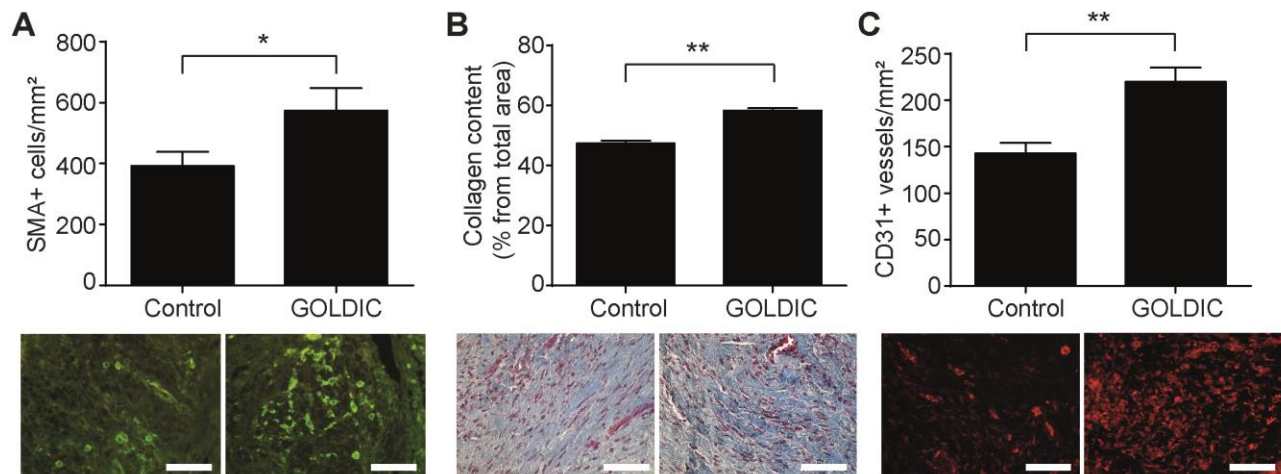 A
SMA+ cells/mm²
800
600
400
200
0
*
Control
GOLDIC
B
Collagen content
(% from total area)
80
60
40
20
0
**
Control
GOLDIC
C
CD31+ vessels/mm²
250
200
150
100
50
0
**
Control
GOLDIC